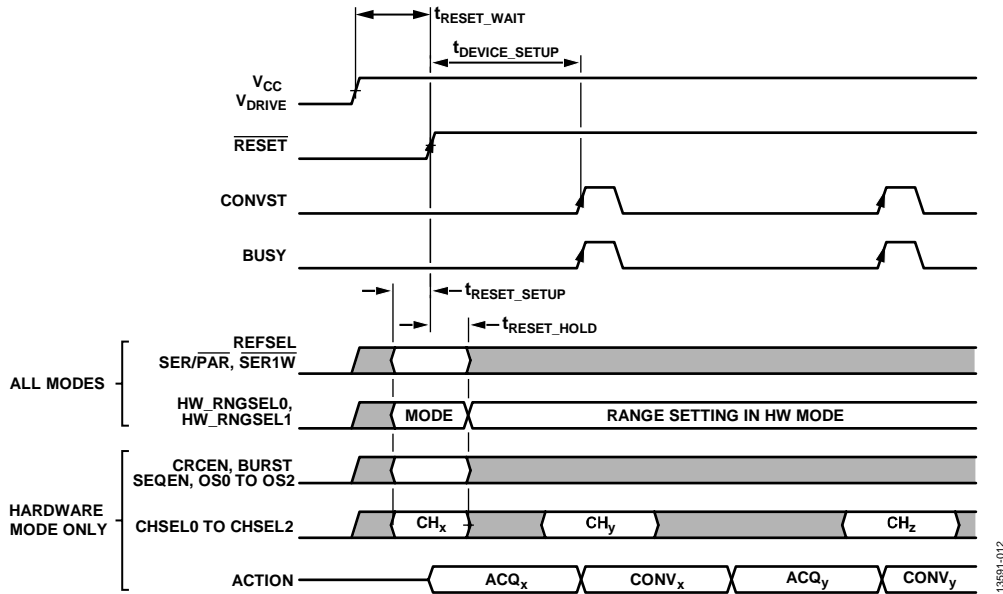 tRESET_WAIT
tDEVICE_SETUP
VCC
VDRIVE
RESET
CONVST
BUSY
tRESET_SETUP
tRESET_HOLD
ALL MODES
REFSEL
SER/PAR, SER1W
HW_RNGSEL0,
HW_RNGSEL1
MODE
RANGE SETTING IN HW MODE
HARDWARE
MODE ONLY
CRCEN, BURST
SEQEN, OS0 TO OS2
CHSEL0 TO CHSEL2
CHx
CHy
CHz
ACTION
ACQx
CONVx
ACQy
CONVy
13591-012